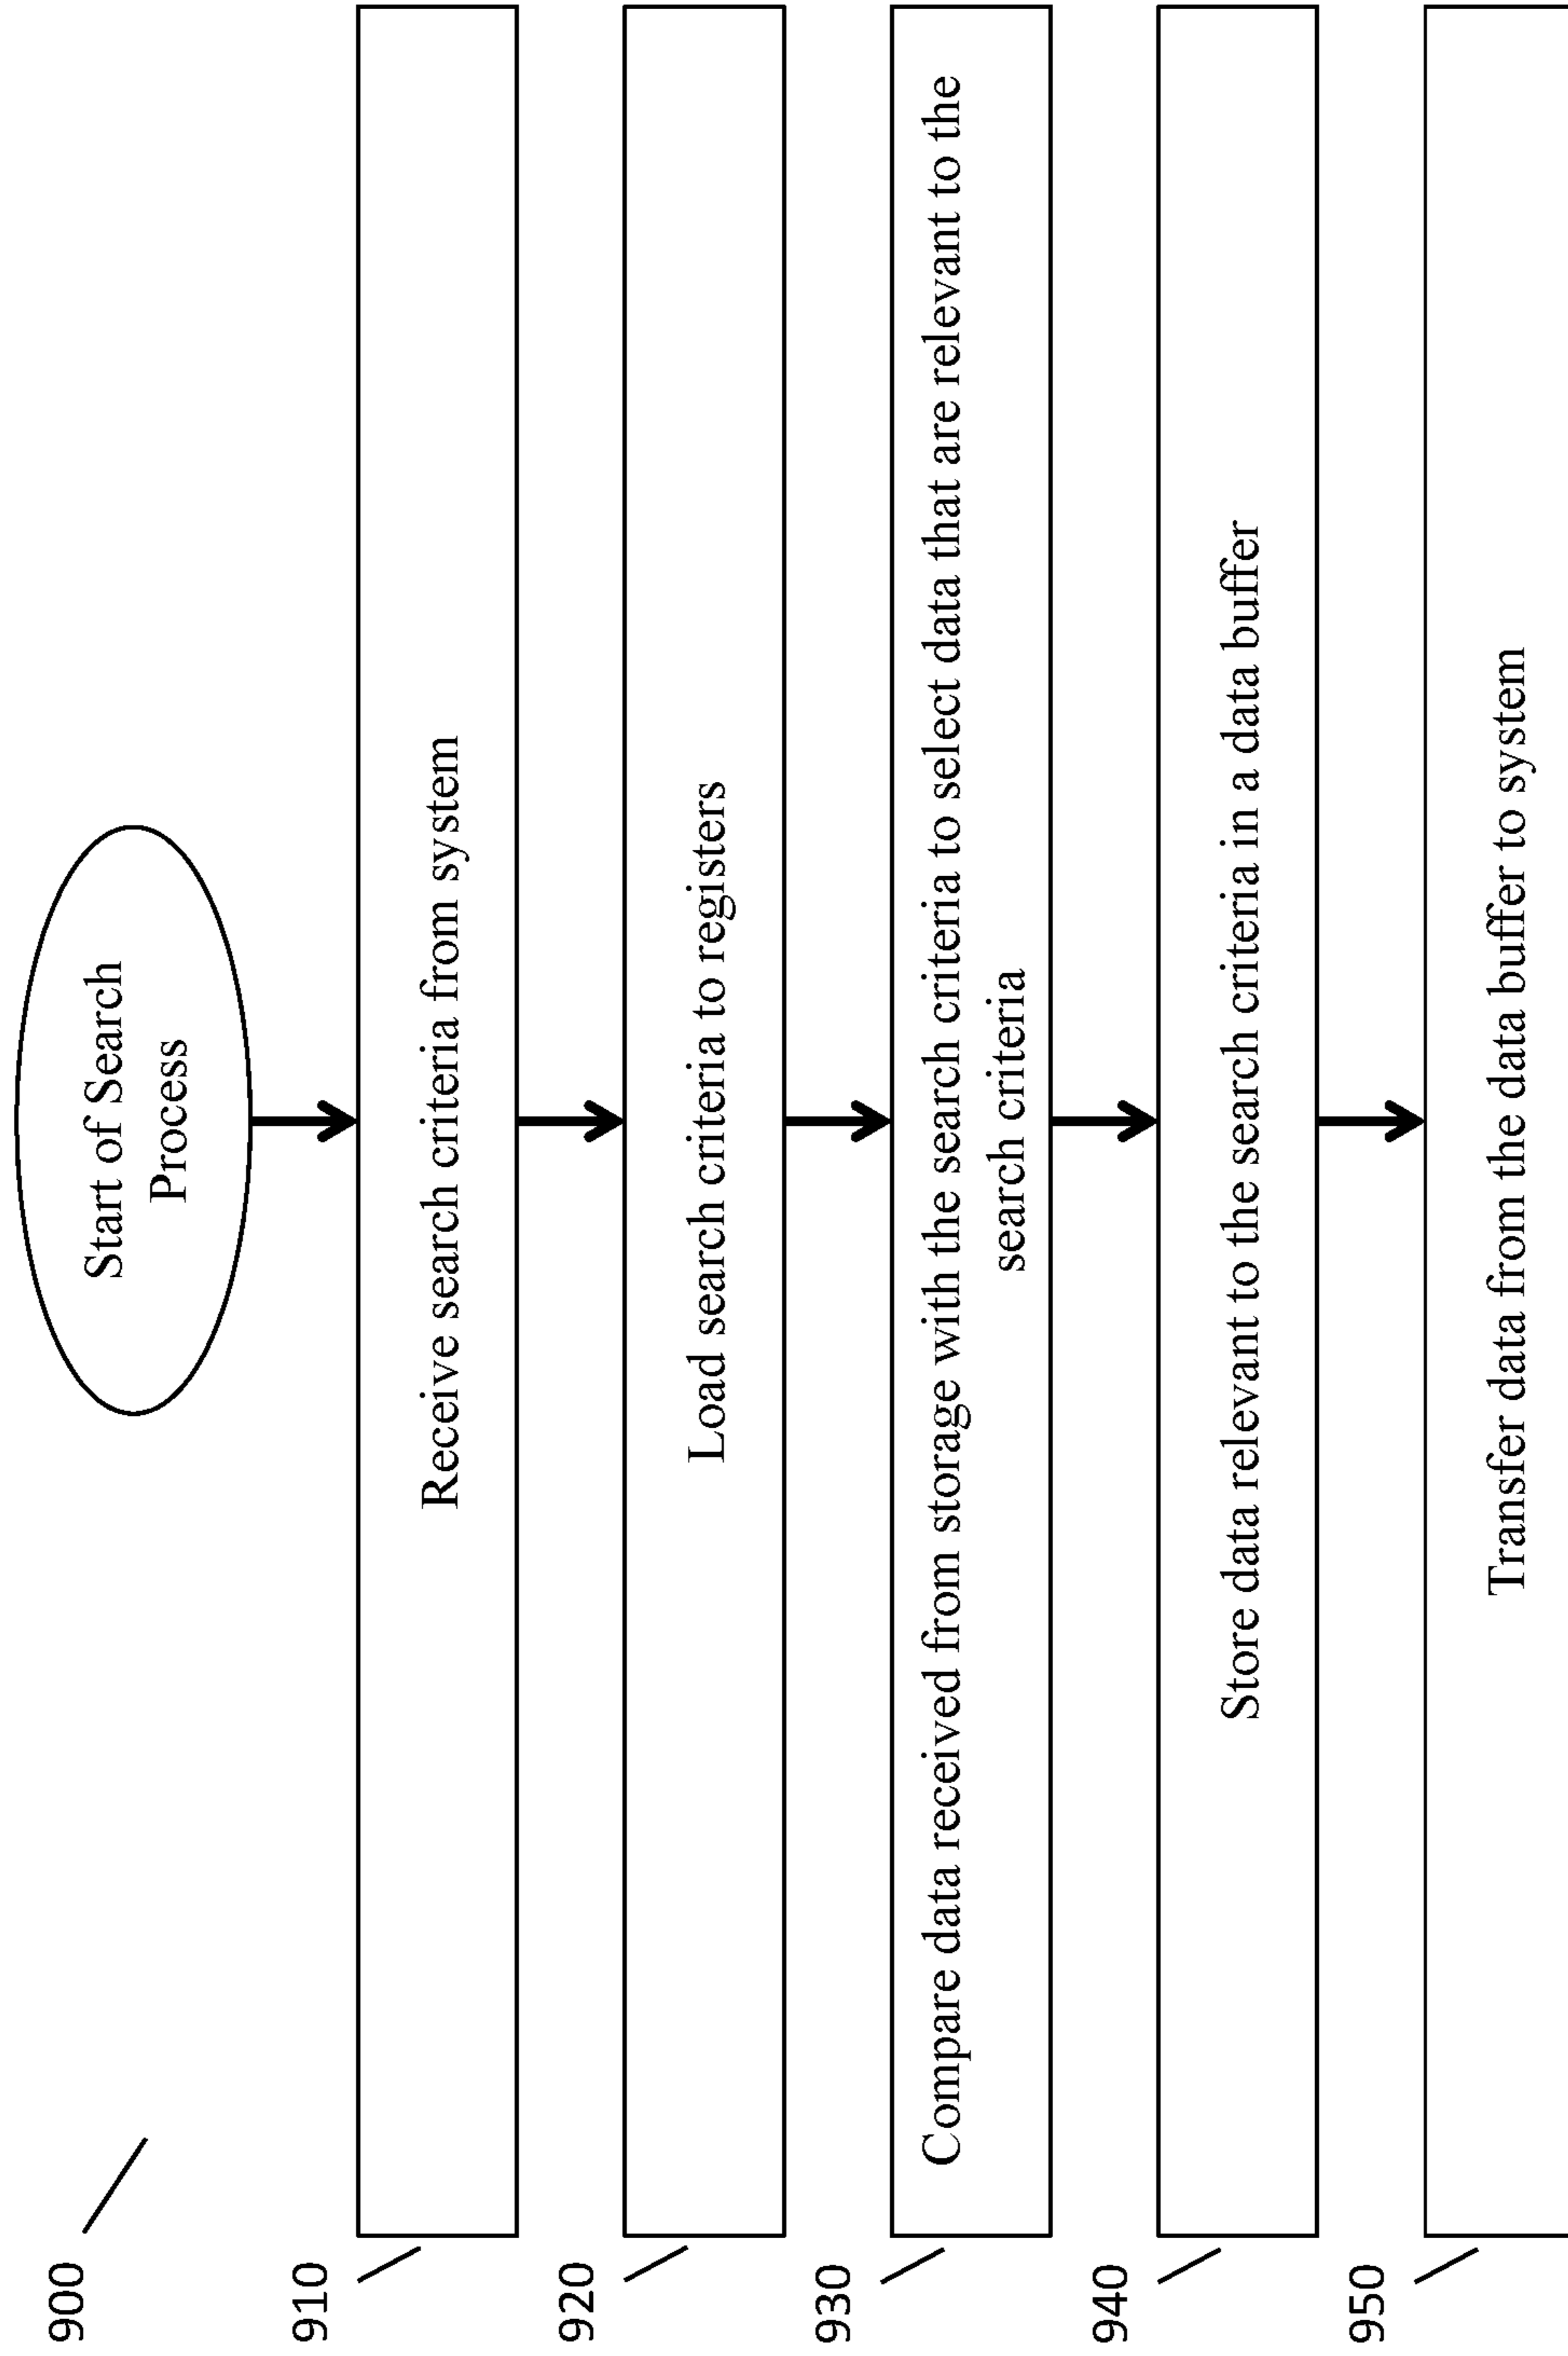 900
Start of Search
Process
910
Receive search criteria from system
920
Load search criteria to registers
930
Compare data received from storage with the search criteria to select data that are relevant to the
search criteria
940
Store data relevant to the search criteria in a data buffer
950
Transfer data from the data buffer to system